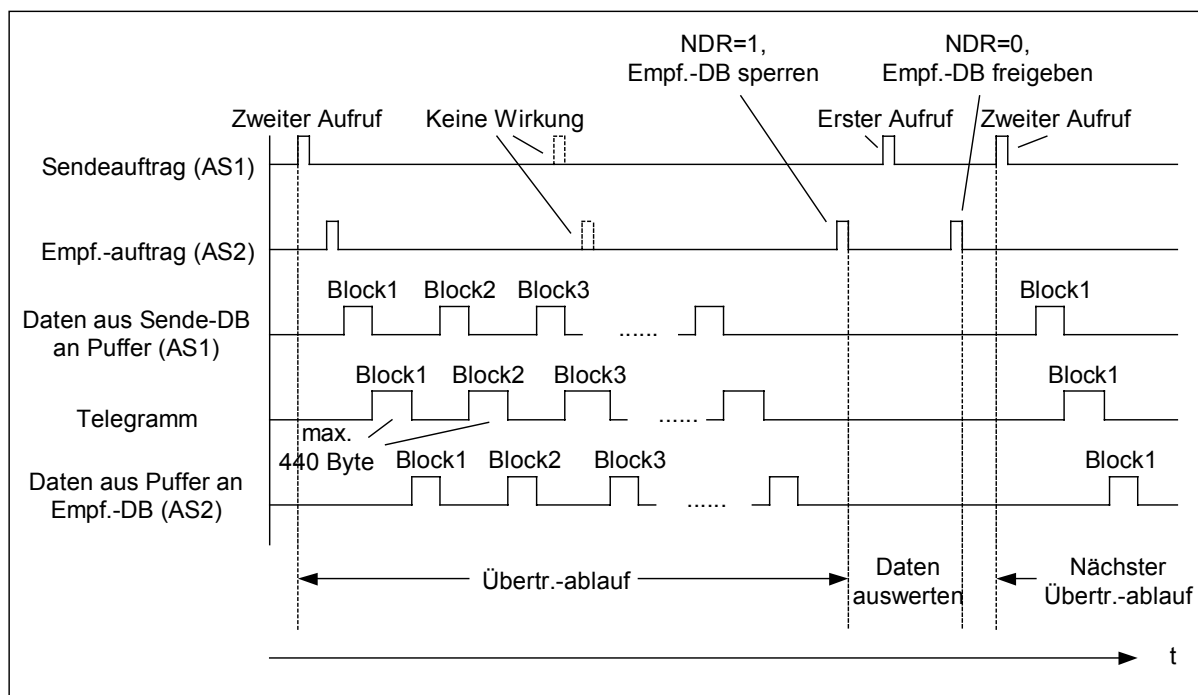 NDR=1,
Empf.-DB sperren
NDR=0,
Empf.-DB freigeben
Zweiter Aufruf
Keine Wirkung
Erster Aufruf
Zweiter Aufruf
Sendeauftrag (AS1)
Empf.-auftrag (AS2)
Block1
Block2
Block3
Block1
Daten aus Sende-DB
an Puffer (AS1)
......
Block1
Block2
Block3
Block1
Telegramm
......
max.
440 Byte
Block1
Block2
Block3
Block1
Daten aus Puffer an
Empf.-DB (AS2)
......
Übertr.-ablauf
Daten
auswerten
Nächster
Übertr.-ablauf
t